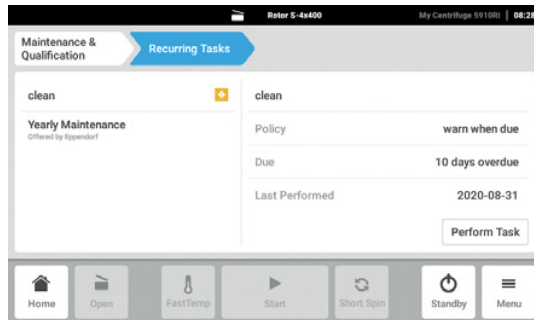 Rotor S-4x400
My Centrifuge 5910Ri | 08:28
Maintenance &
Qualification
Recurring Tasks
clean
Yearly Maintenance
Offered by Eppendorf
clean
Policy
warn when due
Due
10 days overdue
Last Performed
2020-08-31
Perform Task
Home
Open
FastTemp
Start
Short Spin
Standby
Menu